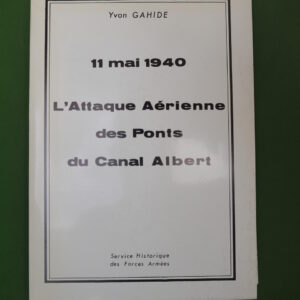 Yvon GAHIDE
11 mai 1940
L'Attaque Aérienne
des Ponts
du Canal Albert
Service Historique
des Forces Armées